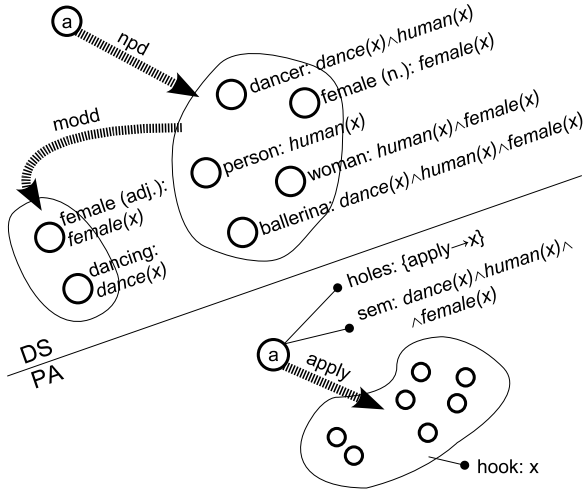 a
npd
dancer: dance(x)∧human(x)
female (n.): female(x)
modd
person: human(x)
woman: human(x)∧female(x)
ballerina: dance(x)∧human(x)∧female(x)
female (adj.):
female(x)
dancing:
dance(x)
holes: {apply→x}
sem: dance(x)∧human(x)∧
∧female(x)
DS
PA
a
apply
hook: x